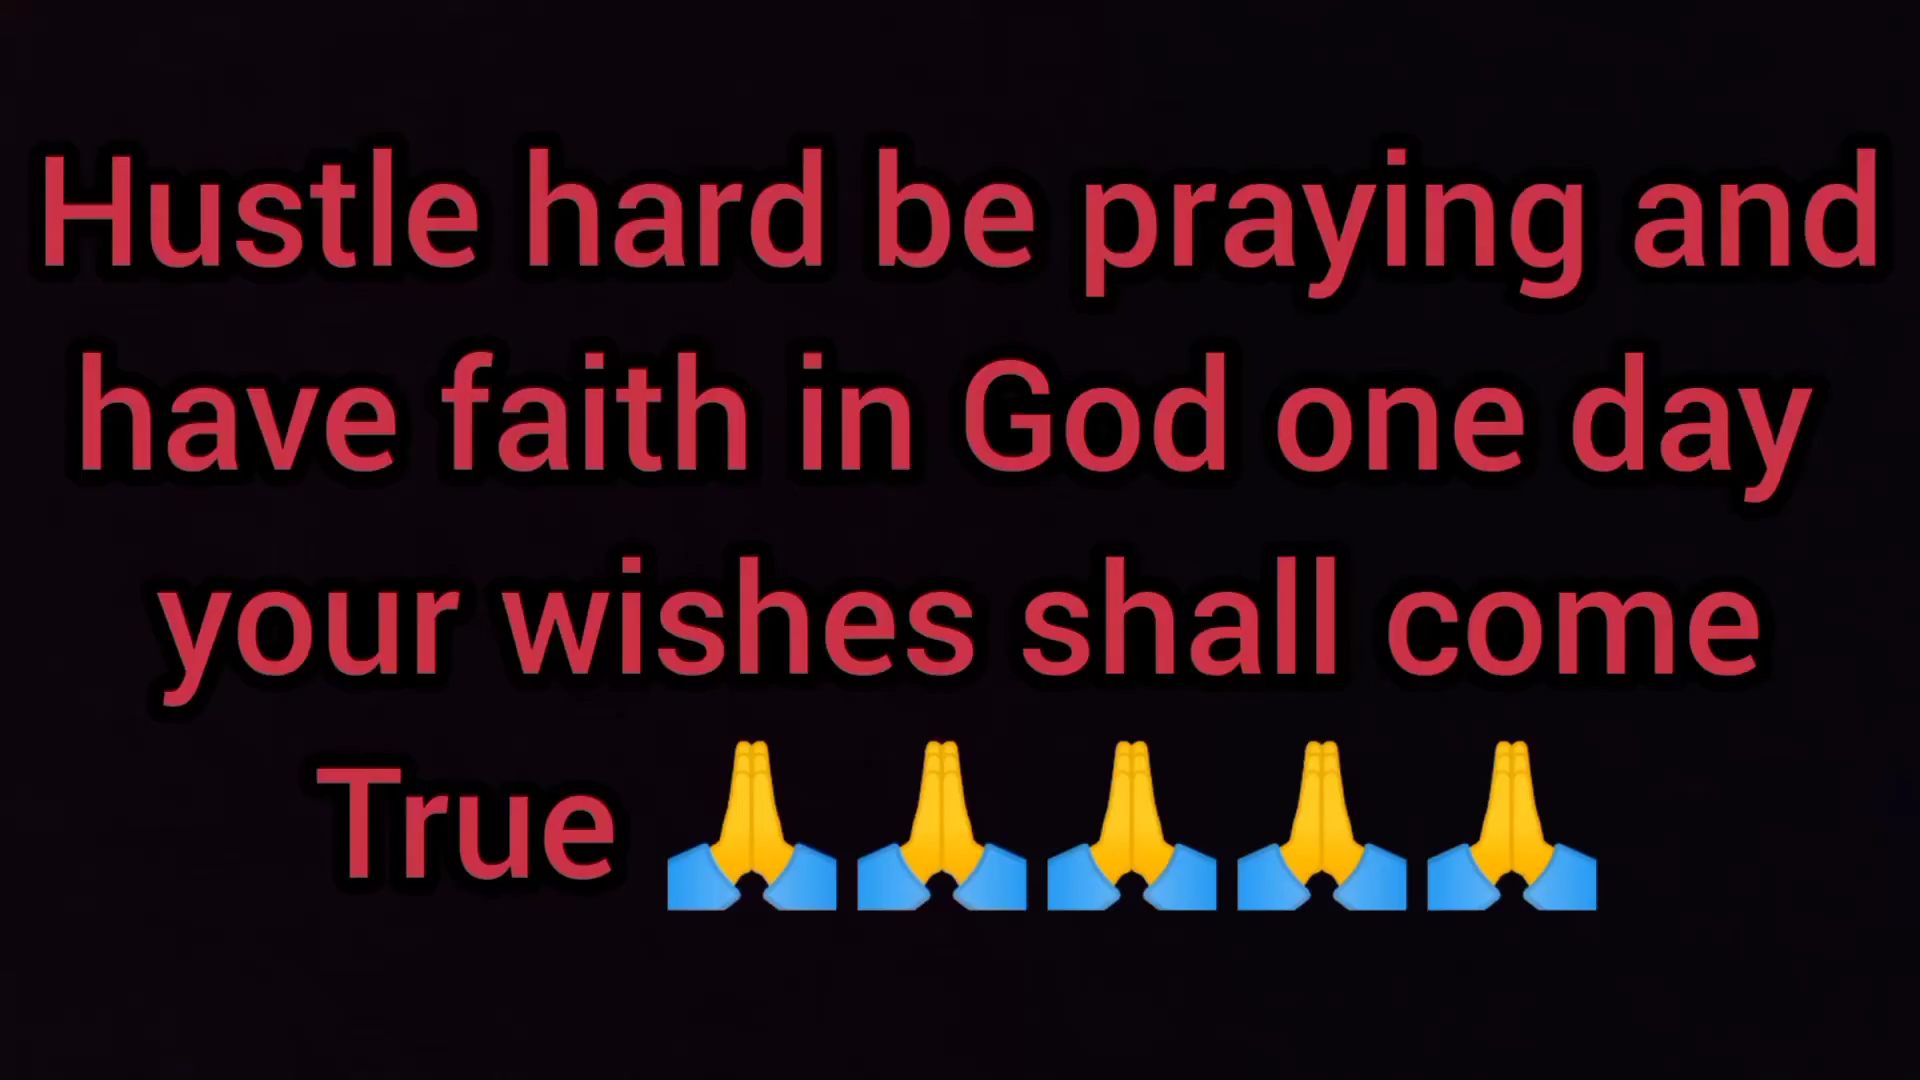 Hustle hard be praying and
have faith in God one day
your wishes shall come
True 🙏🙏🙏🙏🙏